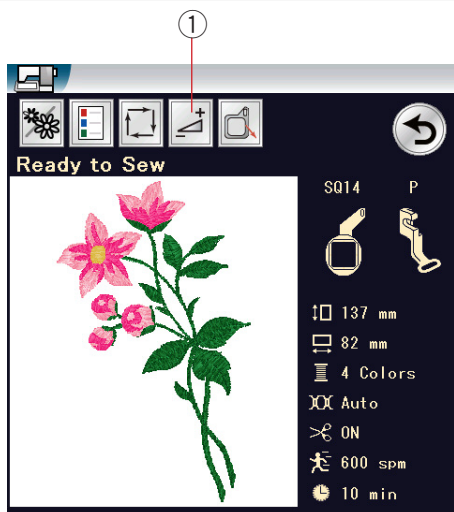 1
Ready to Sew
SQ14 P
137 mm
82 mm
4 Colors
Auto
ON
600 spm
10 min